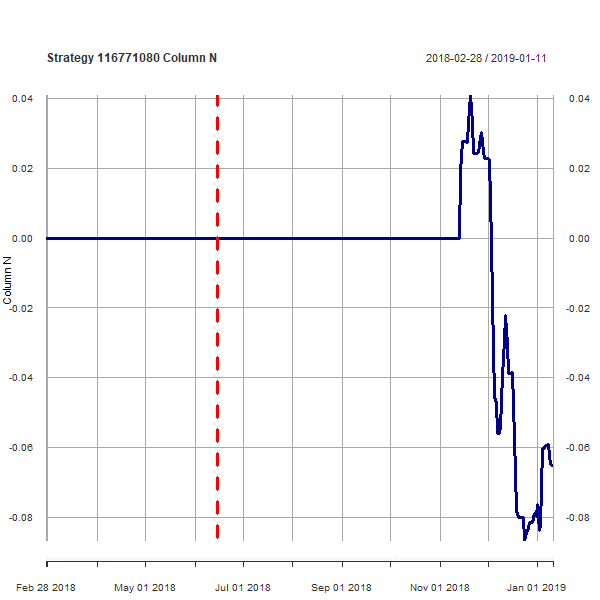 Strategy 116771080 Column N
2018-02-28 / 2019-01-11
0.04
0.04
0.02
0.02
0.00
0.00
Column N
-0.02
-0.02
-0.04
-0.04
-0.06
-0.06
-0.08
-0.08
Feb 28 2018
May 01 2018
Jul 01 2018
Sep 01 2018
Nov 01 2018
Jan 01 2019